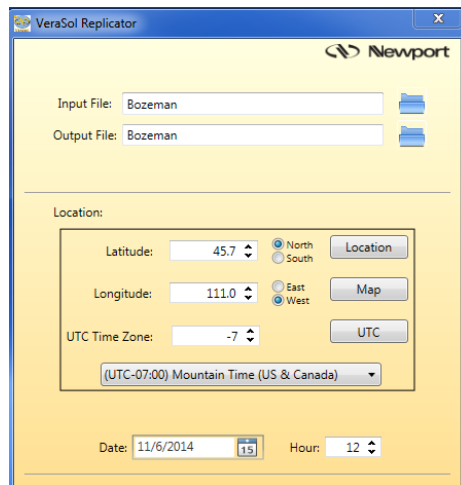 VeraSol Replicator x
Newport
Input File: Bozeman
Output File: Bozeman
Location:
Latitude: 45.7 North South Location
Longitude: 111.0 East West Map
UTC Time Zone: -7 UTC
(UTC-07:00) Mountain Time (US & Canada)
Date: 11/6/2014 15 Hour: 12